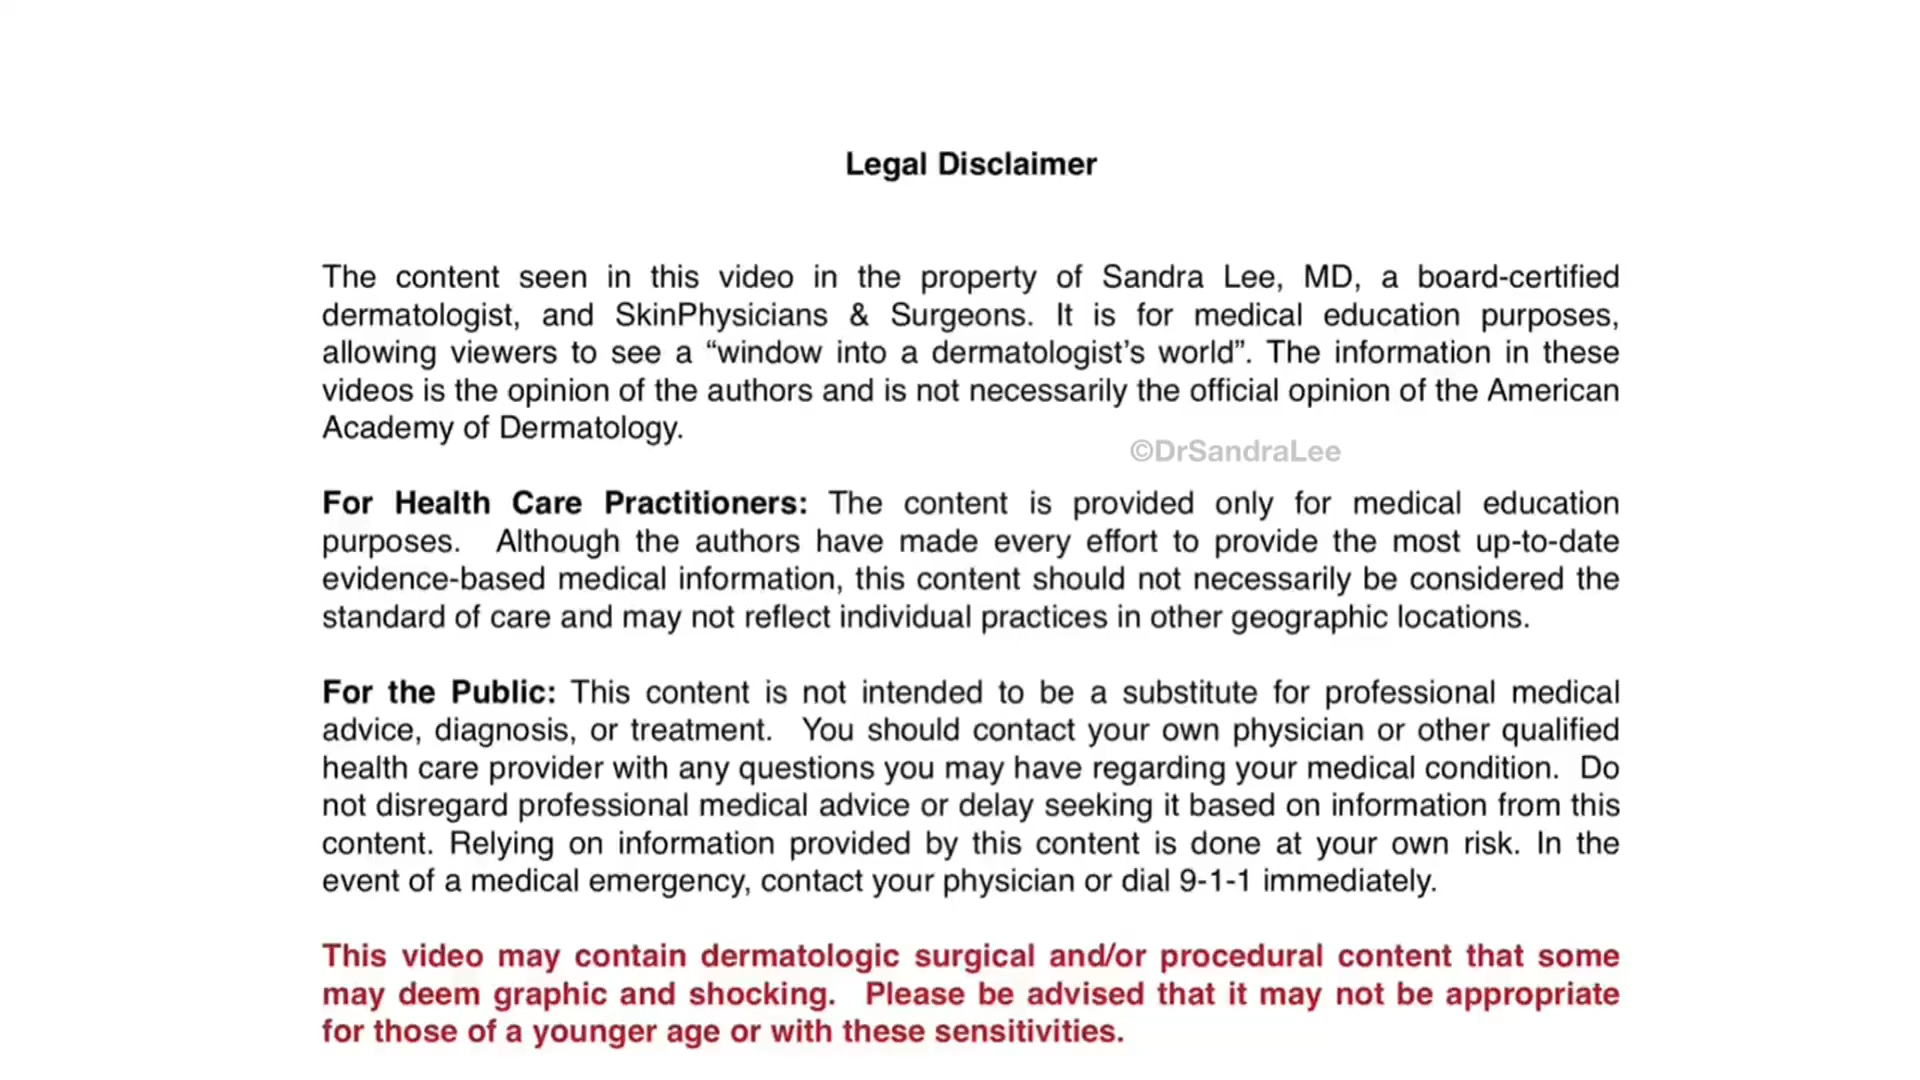 Legal Disclaimer
The content seen in this video in the property of Sandra Lee, MD, a board-certified
dermatologist, and SkinPhysicians & Surgeons. It is for medical education purposes,
allowing viewers to see a “window into a dermatologist’s world”. The information in these
videos is the opinion of the authors and is not necessarily the official opinion of the American
Academy of Dermatology.
©DrSandraLee
For Health Care Practitioners: The content is provided only for medical education
purposes. Although the authors have made every effort to provide the most up-to-date
evidence-based medical information, this content should not necessarily be considered the
standard of care and may not reflect individual practices in other geographic locations.
For the Public: This content is not intended to be a substitute for professional medical
advice, diagnosis, or treatment. You should contact your own physician or other qualified
health care provider with any questions you may have regarding your medical condition. Do
not disregard professional medical advice or delay seeking it based on information from this
content. Relying on information provided by this content is done at your own risk. In the
event of a medical emergency, contact your physician or dial 9-1-1 immediately.
This video may contain dermatologic surgical and/or procedural content that some
may deem graphic and shocking. Please be advised that it may not be appropriate
for those of a younger age or with these sensitivities.